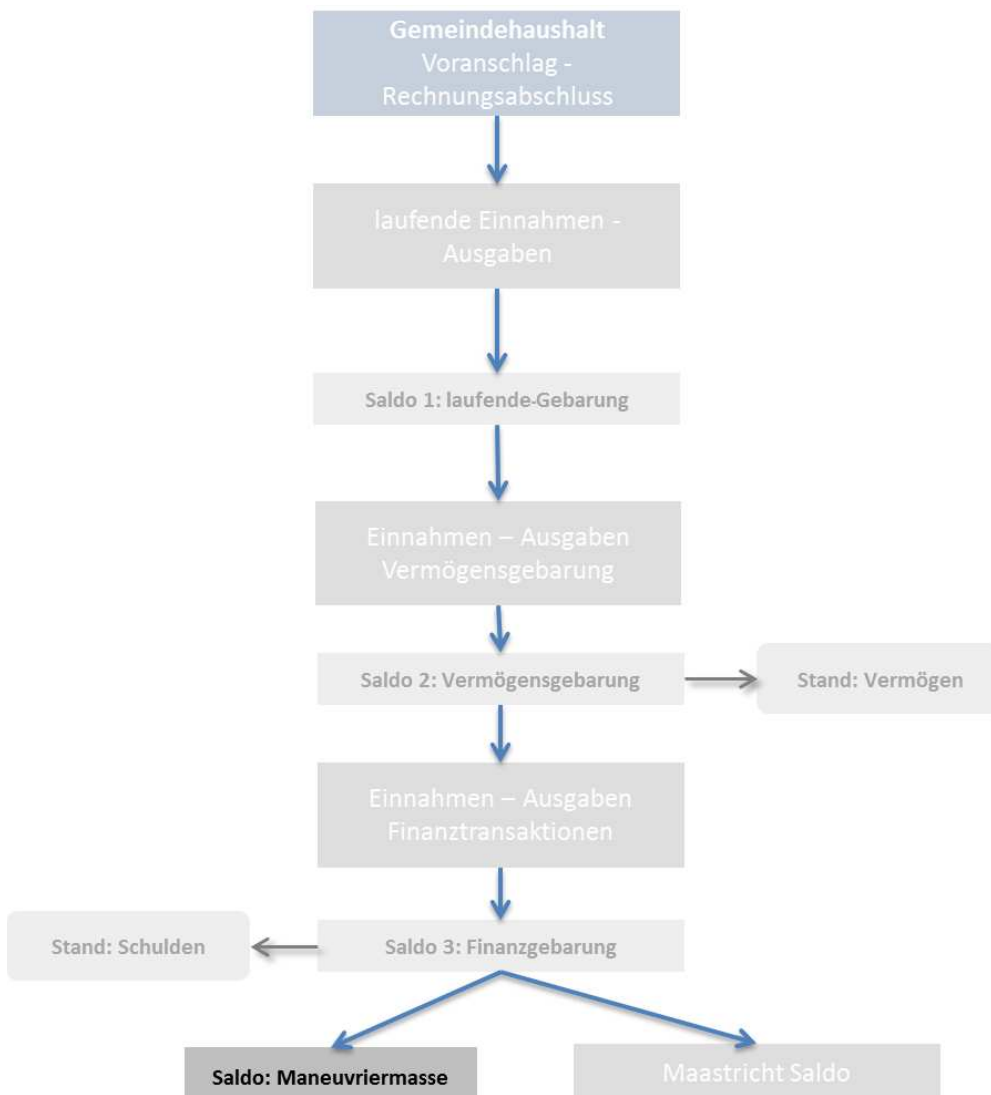 Gemeindehaushalt
Voranschlag -
Rechnungsabschluss
laufende Einnahmen -
Ausgaben
Saldo 1: laufende-Gebarung
Einnahmen – Ausgaben
Vermögensgebarung
Saldo 2: Vermögensgebarung
Stand: Vermögen
Einnahmen – Ausgaben
Finanztransaktionen
Stand: Schulden
Saldo 3: Finanzgebarung
Saldo: Maneuvriermasse
Maastricht Saldo